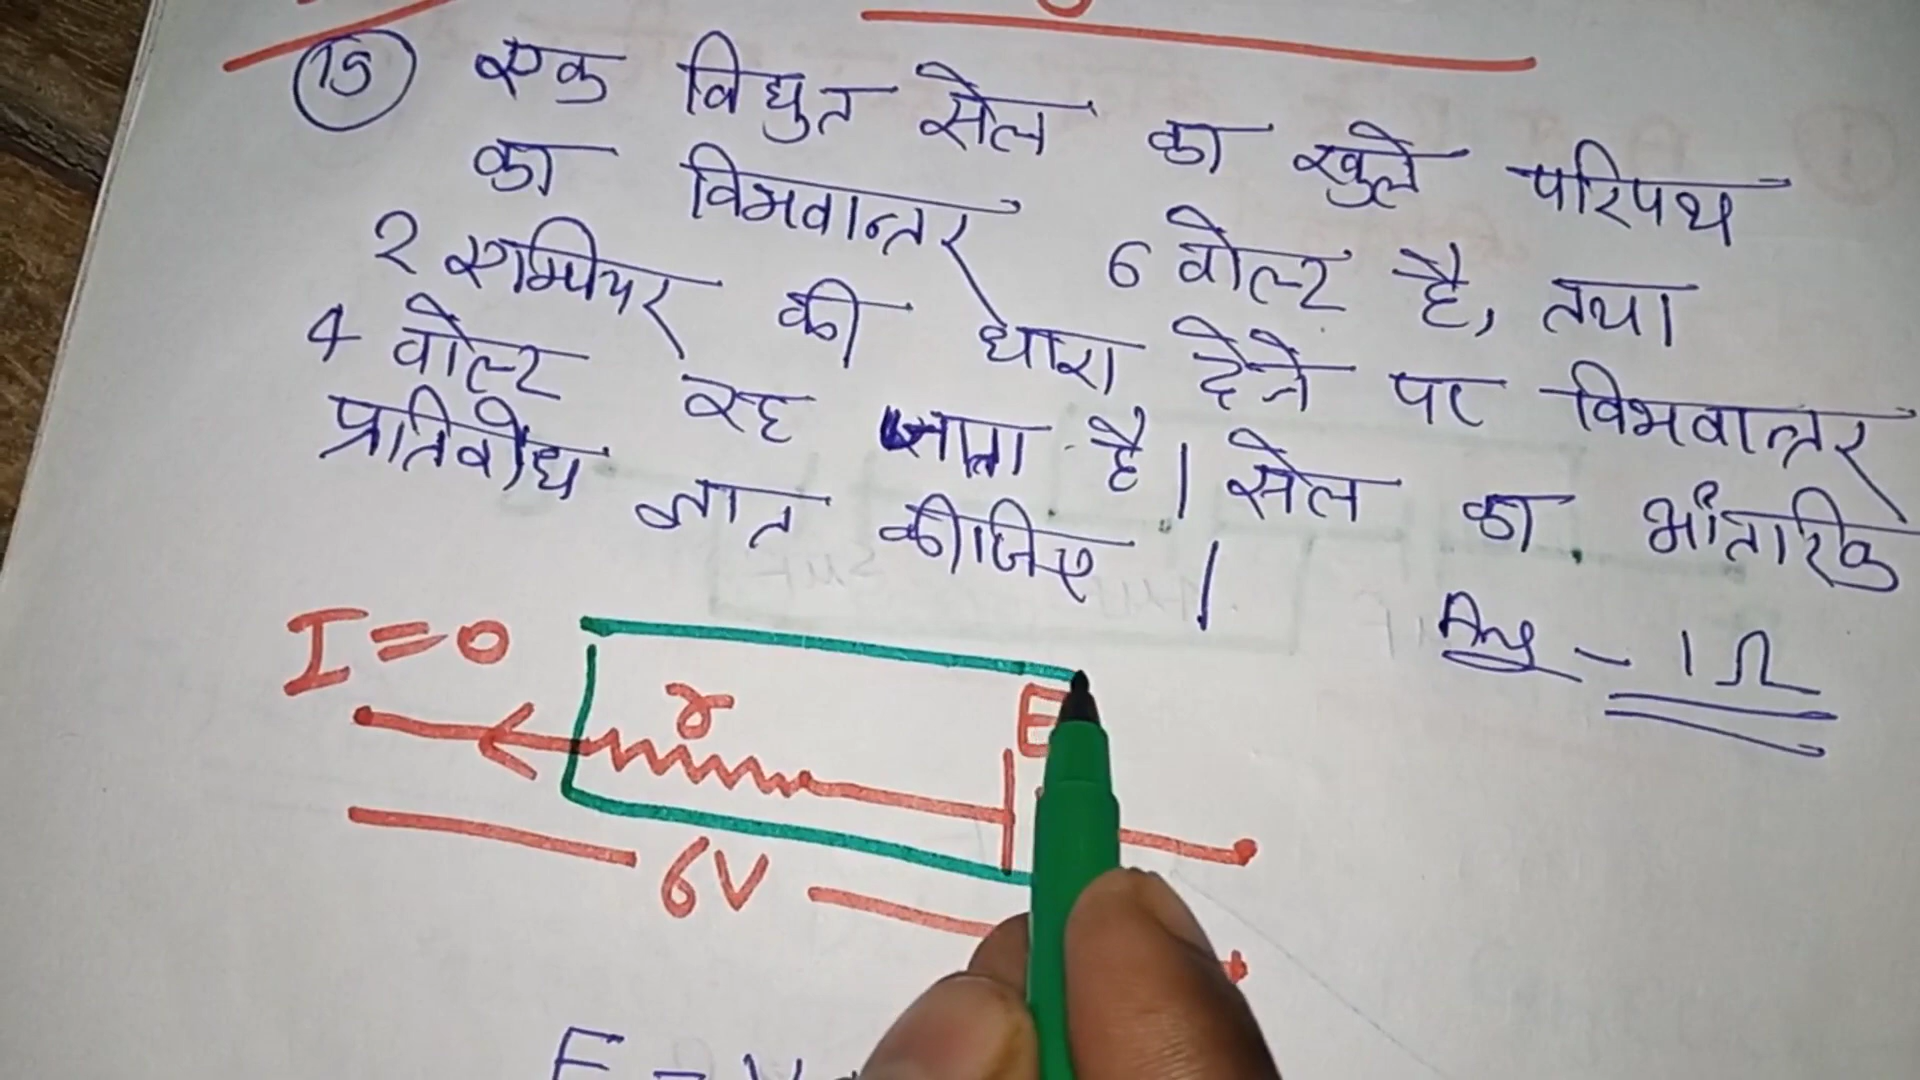 15 एक विद्युत सेल का खुले परिपथ
का विभवान्तर 6 वोल्ट है, तथा
2 एम्पियर की धारा देने पर विभवान्तर
4 वोल्ट रह जाता है। सेल का आंतरिक
प्रतिरोध ज्ञात कीजिए।
Ans - 1Ω
I=0
r
E
6V
E = V